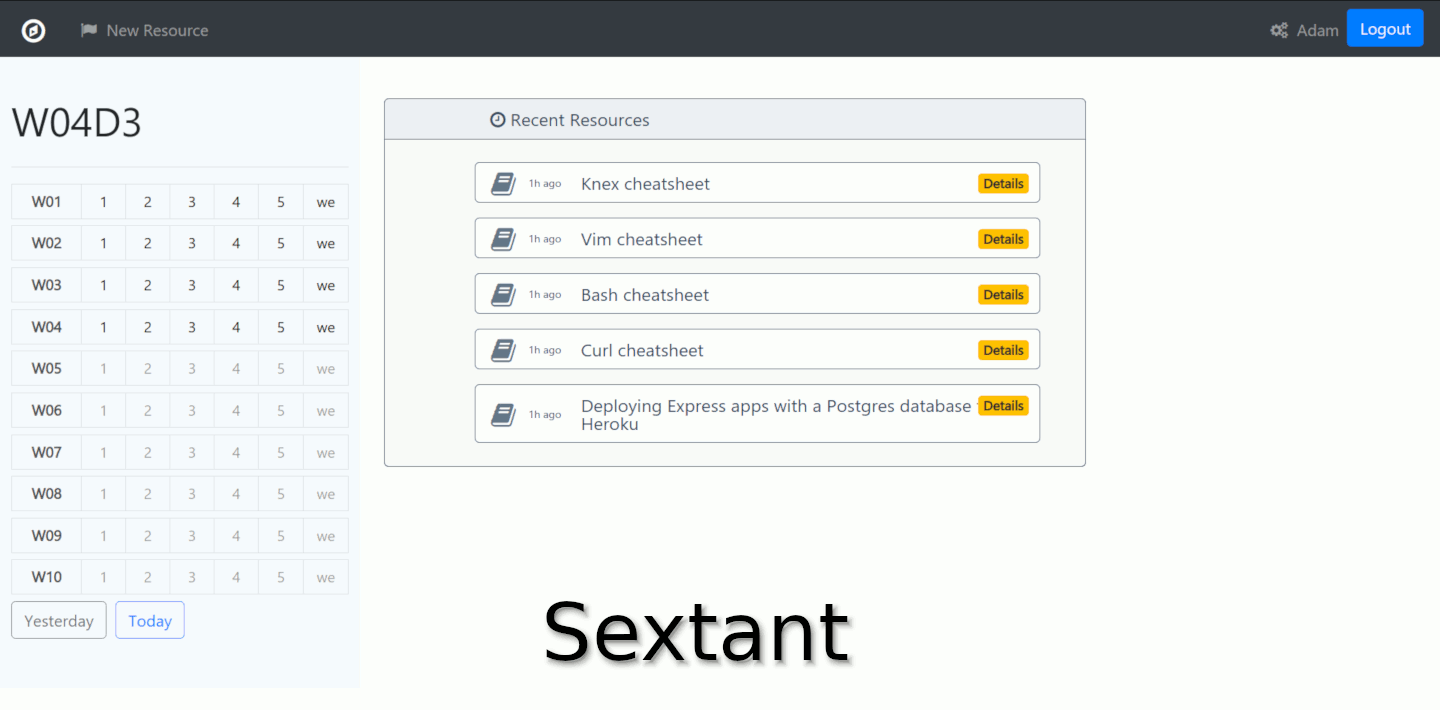 New Resource
Adam
Logout
W04D3
W01 1 2 3 4 5 we
W02 1 2 3 4 5 we
W03 1 2 3 4 5 we
W04 1 2 3 4 5 we
W05 1 2 3 4 5 we
W06 1 2 3 4 5 we
W07 1 2 3 4 5 we
W08 1 2 3 4 5 we
W09 1 2 3 4 5 we
W10 1 2 3 4 5 we
Yesterday Today
Recent Resources
1h ago Knex cheatsheet Details
1h ago Vim cheatsheet Details
1h ago Bash cheatsheet Details
1h ago Curl cheatsheet Details
1h ago Deploying Express apps with a Postgres database Details
Heroku
Sextant